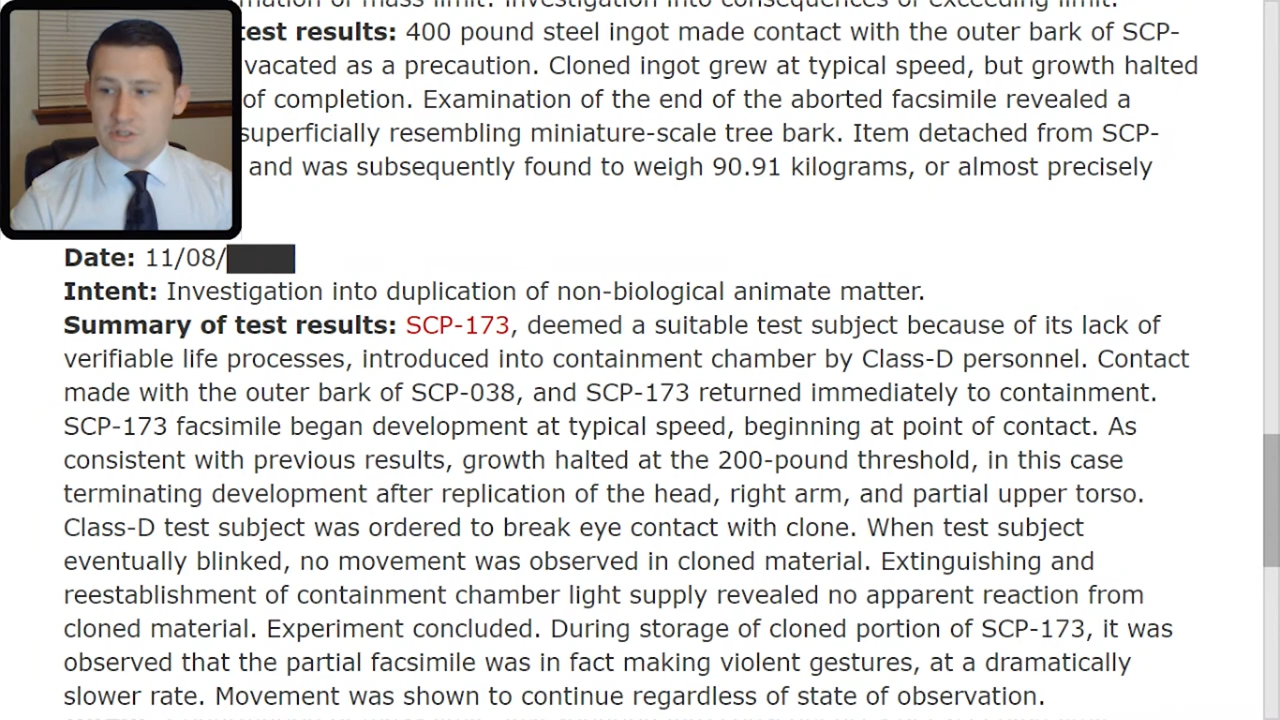 mation of mass limit. Investigation into consequences of exceeding limit.
test results: 400 pound steel ingot made contact with the outer bark of SCP-
vacated as a precaution. Cloned ingot grew at typical speed, but growth halted
of completion. Examination of the end of the aborted facsimile revealed a
superficially resembling miniature-scale tree bark. Item detached from SCP-
and was subsequently found to weigh 90.91 kilograms, or almost precisely
Date: 11/08/
Intent: Investigation into duplication of non-biological animate matter.
Summary of test results: SCP-173, deemed a suitable test subject because of its lack of
verifiable life processes, introduced into containment chamber by Class-D personnel. Contact
made with the outer bark of SCP-038, and SCP-173 returned immediately to containment.
SCP-173 facsimile began development at typical speed, beginning at point of contact. As
consistent with previous results, growth halted at the 200-pound threshold, in this case
terminating development after replication of the head, right arm, and partial upper torso.
Class-D test subject was ordered to break eye contact with clone. When test subject
eventually blinked, no movement was observed in cloned material. Extinguishing and
reestablishment of containment chamber light supply revealed no apparent reaction from
cloned material. Experiment concluded. During storage of cloned portion of SCP-173, it was
observed that the partial facsimile was in fact making violent gestures, at a dramatically
slower rate. Movement was shown to continue regardless of state of observation.